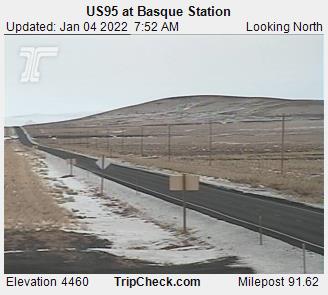 US95 at Basque Station
Updated: Jan 04 2022 7:52 AM Looking North
Elevation 4460 TripCheck.com Milepost 91.62